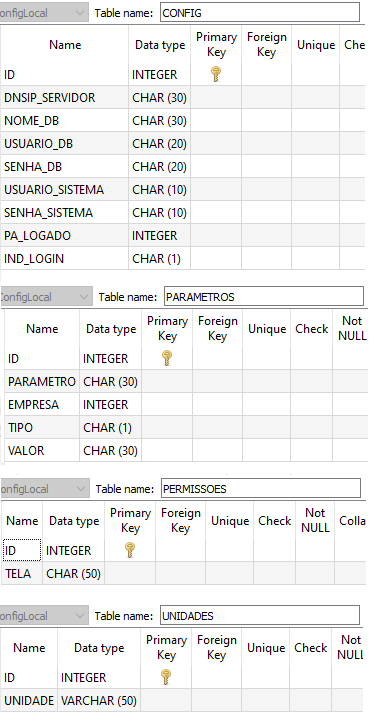 onfigLocal Table name: CONFIG
Name Data type Primary Key Foreign Key Unique Che
ID INTEGER
DNSIP_SERVIDOR CHAR (30)
NOME_DB CHAR (30)
USUARIO_DB CHAR (20)
SENHA_DB CHAR (20)
USUARIO_SISTEMA CHAR (10)
SENHA_SISTEMA CHAR (10)
PA_LOGADO INTEGER
IND_LOGIN CHAR (1)
ConfigLocal Table name: PARAMETROS
Name Data type Primary Key Foreign Key Unique Check Not NULL
ID INTEGER
PARAMETRO CHAR (30)
EMPRESA INTEGER
TIPO CHAR (1)
VALOR CHAR (30)
onfigLocal Table name: PERMISSOES
Name Data type Primary Key Foreign Key Unique Check Not NULL Colla
ID INTEGER
TELA CHAR (50)
onfigLocal Table name: UNIDADES
Name Data type Primary Key Foreign Key Unique Check Not NULL
ID INTEGER
UNIDADE VARCHAR (50)